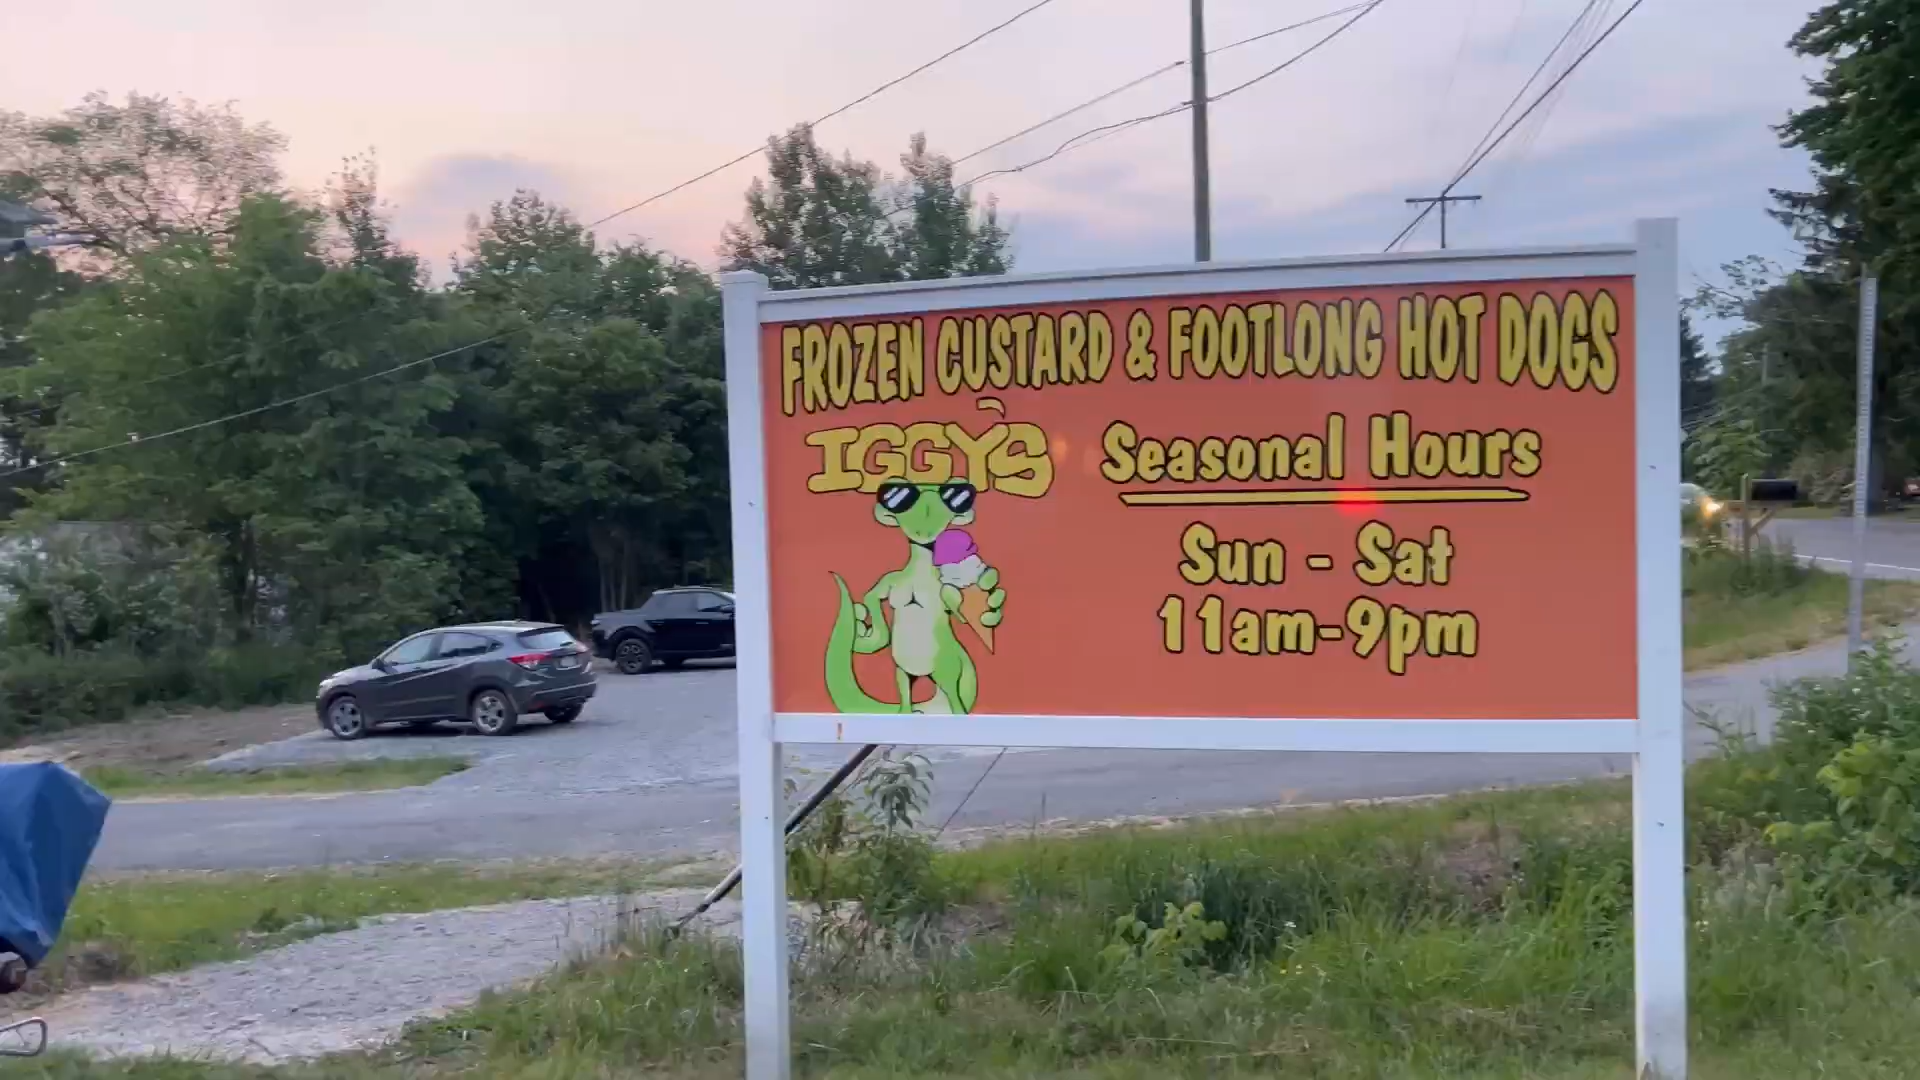 FROZEN CUSTARD & FOOTLONG HOT DOGS
IGGY'S
Seasonal Hours
Sun - Sat
11am-9pm